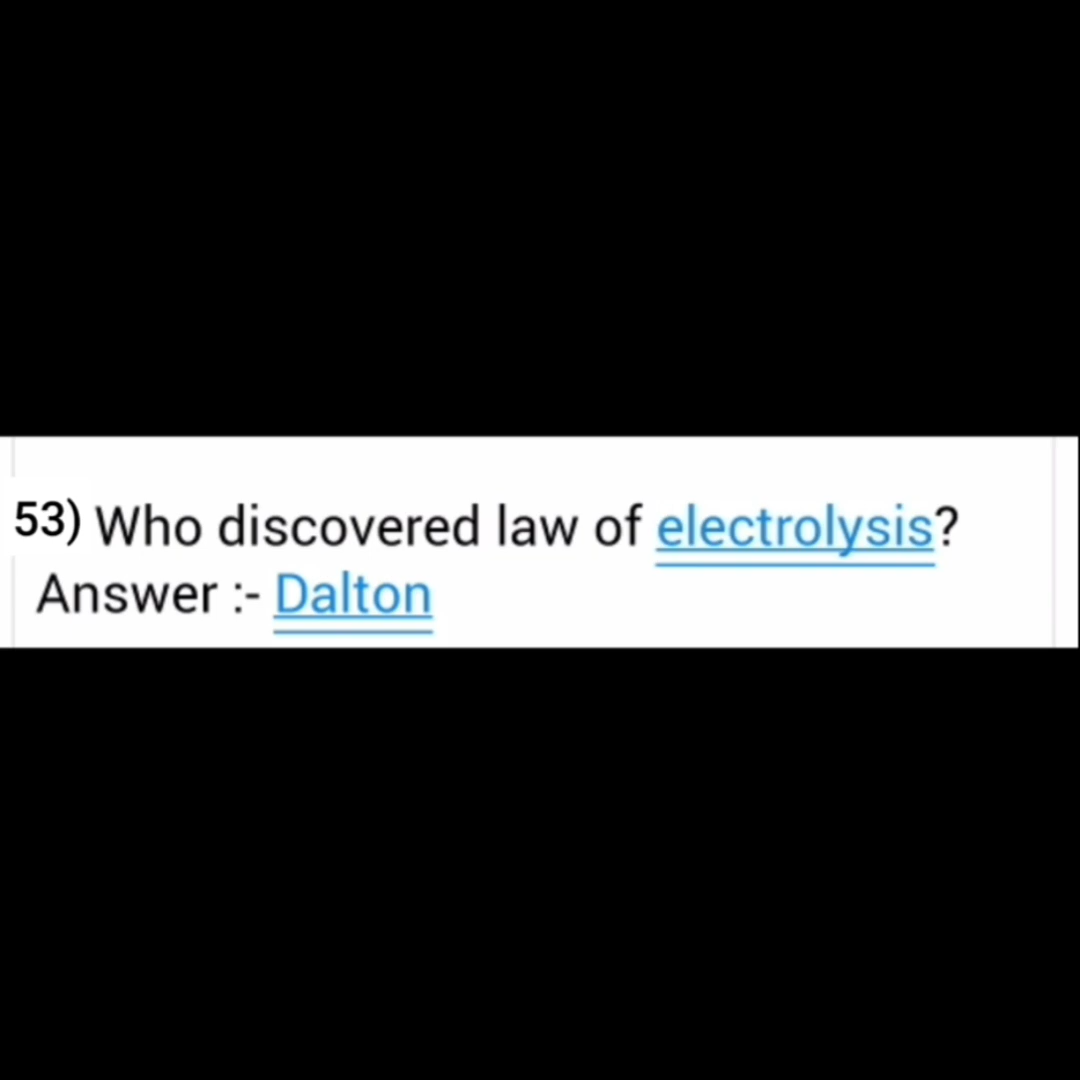 53) Who discovered law of electrolysis?
Answer :- Dalton